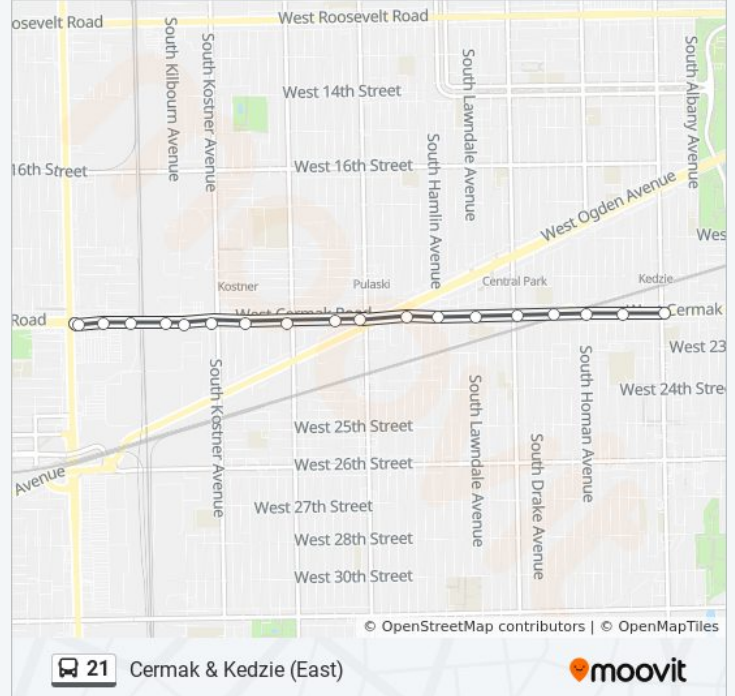 osevelt Road
West Roosevelt Road
South Kilbourn Avenue
South Kostner Avenue
South Lawndale Avenue
South Albany Avenue
West 14th Street
South Hamlin Avenue
16th Street
West 16th Street
West Ogden Avenue
Wes
Kostner
Pulaski
Central Park
Kedzie
Road
West Cermak Road
West Cermak
West 23
South Kostner Avenue
South Lawndale Avenue
South Homan Avenue
West 24th Stre
West 25th Street
South Drake Avenue
West 26th Street
Avenue
West 27th Street
West 28th Street
West 30th Street
© OpenStreetMap contributors | © OpenMapTiles
21 Cermak & Kedzie (East)
moovit